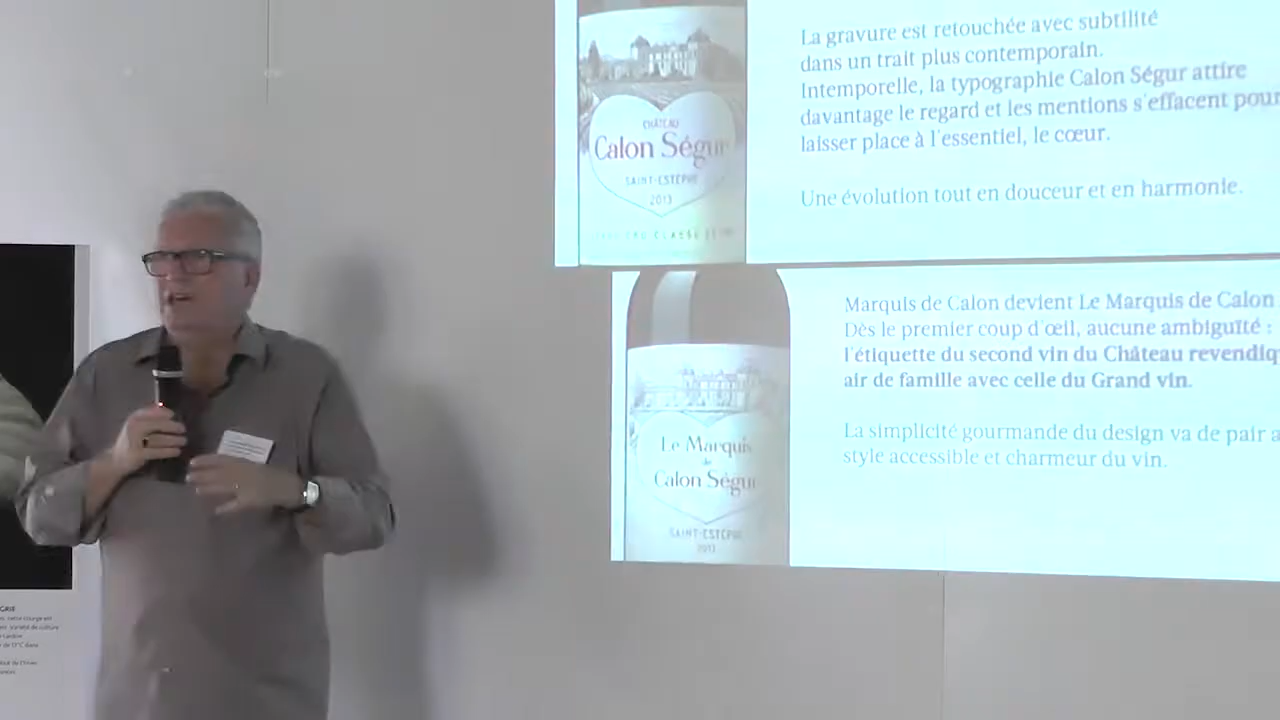 La gravure est retouchée avec subtilité
dans un trait plus contemporain.
Intemporelle, la typographie Calon Ségur attire
davantage le regard et les mentions s'effacent pour
laisser place à l'essentiel, le cœur.
Une évolution tout en douceur et en harmonie.
CHÂTEAU
Calon Ségur
SAINT-ESTÈPHE
2013
Marquis de Calon devient Le Marquis de Calon
Dès le premier coup d'œil, aucune ambiguïté :
l'étiquette du second vin du Château revendiq
air de famille avec celle du Grand vin.
La simplicité gourmande du design va de pair a
style accessible et charmeur du vin.
Le Marquis
de
Calon Ségur
SAINT-ESTÈPHE
2013